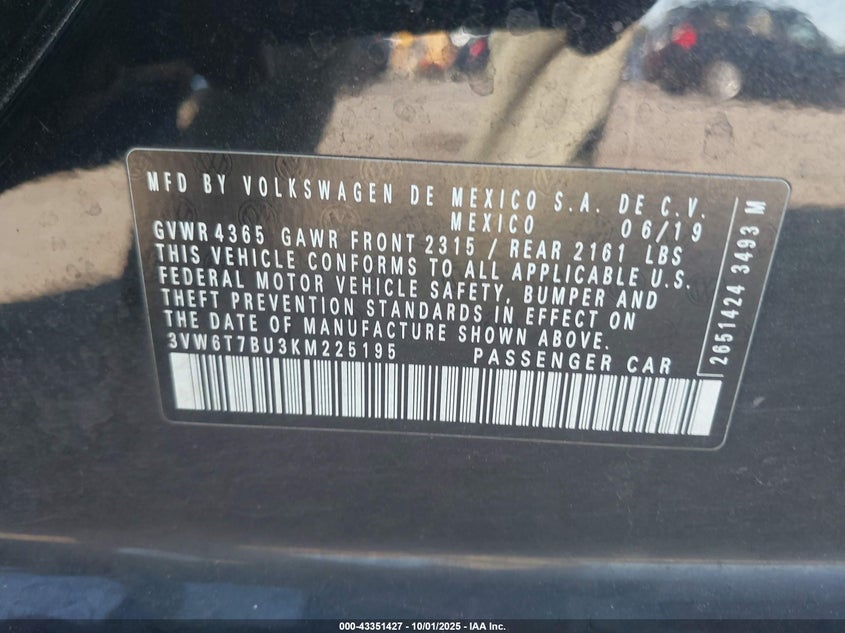 MFD BY VOLKSWAGEN DE MEXICO S.A. DE C.V.
MEXICO 06/19
GVWR 4365 GAWR FRONT 2315 / REAR 2161 LBS
THIS VEHICLE CONFORMS TO ALL APPLICABLE U.S.
FEDERAL MOTOR VEHICLE SAFETY, BUMPER AND
THEFT PREVENTION STANDARDS IN EFFECT ON
THE DATE OF MANUFACTURE SHOWN ABOVE.
3VW6T7BU3KM225195 PASSENGER CAR
2651424 3493 M
000-43351427 - 10/01/2025 - IAA Inc.